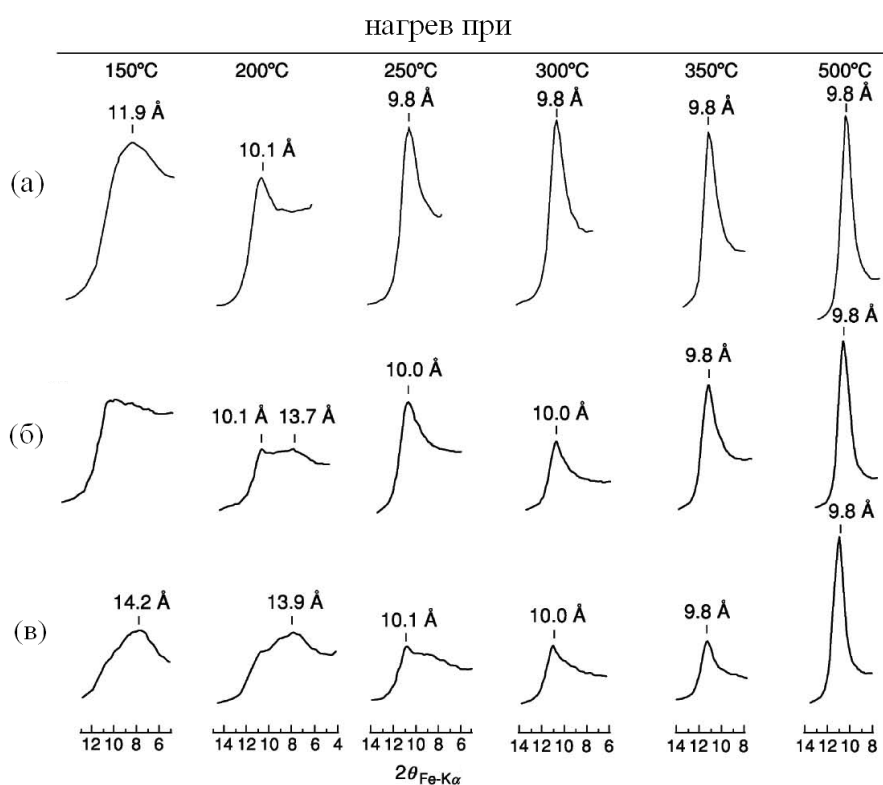 нагрев при
150°C 200°C 250°C 300°C 350°C 500°C
(а) 11.9 Å 10.1 Å 9.8 Å 9.8 Å 9.8 Å 9.8 Å
(б) 10.1 Å 13.7 Å 10.0 Å 10.0 Å 9.8 Å 9.8 Å
(в) 14.2 Å 13.9 Å 10.1 Å 10.0 Å 9.8 Å 9.8 Å
12 10 8 6 14 12 10 8 6 4 14 12 10 8 6 14 12 10 8 6 14 12 10 8 14 12 10 8
2θFe-Kα